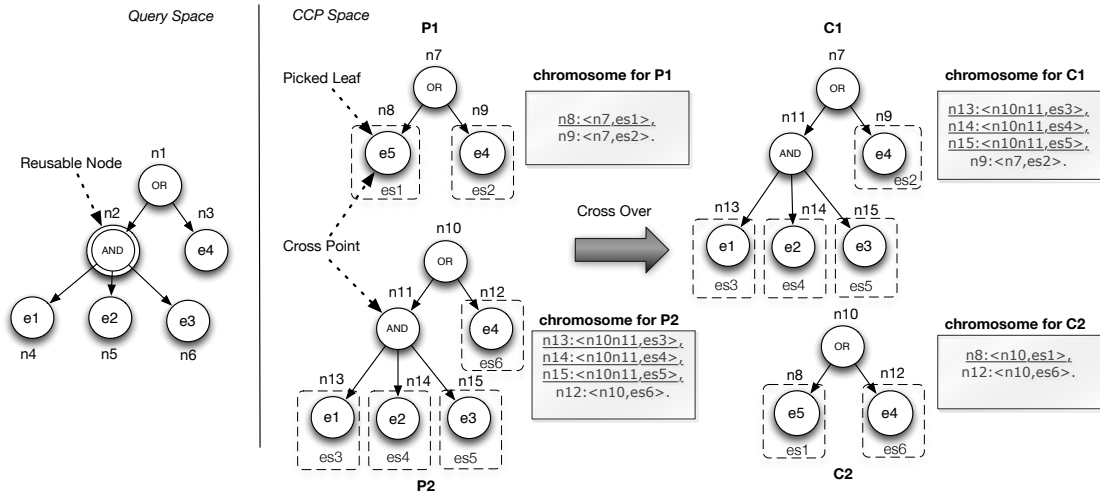 Query Space
CCP Space
P1
C1
n7
n7
Picked Leaf
OR
chromosome for P1
OR
chromosome for C1
n8
n9
n8:<n7,es1>,
n9:<n7,es2>.
n11
n9
n13:<n10n11,es3>,
n14:<n10n11,es4>,
n15:<n10n11,es5>,
n9:<n7,es2>.
Reusable Node
n1
e5
e4
AND
e4
es1
es2
es2
OR
n2
n3
Cross Over
n13
n14
n15
Cross Point
n10
AND
e4
OR
e1
e2
e3
n11
n12
es3
es4
es5
e1
e2
e3
AND
e4
chromosome for P2
n10
chromosome for C2
n4
n5
n6
es6
n13:<n10n11,es3>,
n14:<n10n11,es4>,
n15:<n10n11,es5>,
n12:<n10,es6>.
OR
n8:<n10,es1>,
n12:<n10,es6>.
n13
n14
n15
n8
n12
e1
e2
e3
e5
e4
es3
es4
es5
es1
es6
P2
C2